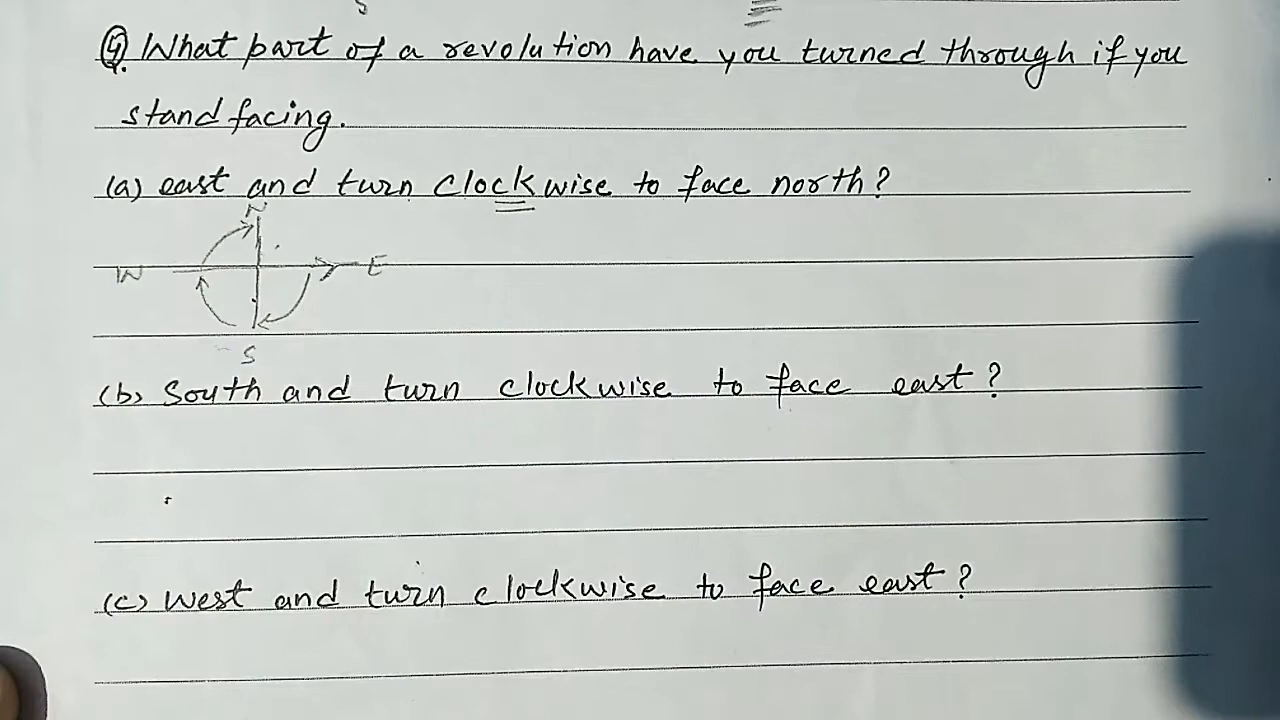 Q4. What part of a revolution have you turned through if you
stand facing.
(a) east and turn clockwise to face north?
N
W E
S
(b) South and turn clockwise to face east?
(c) West and turn clockwise to face east?